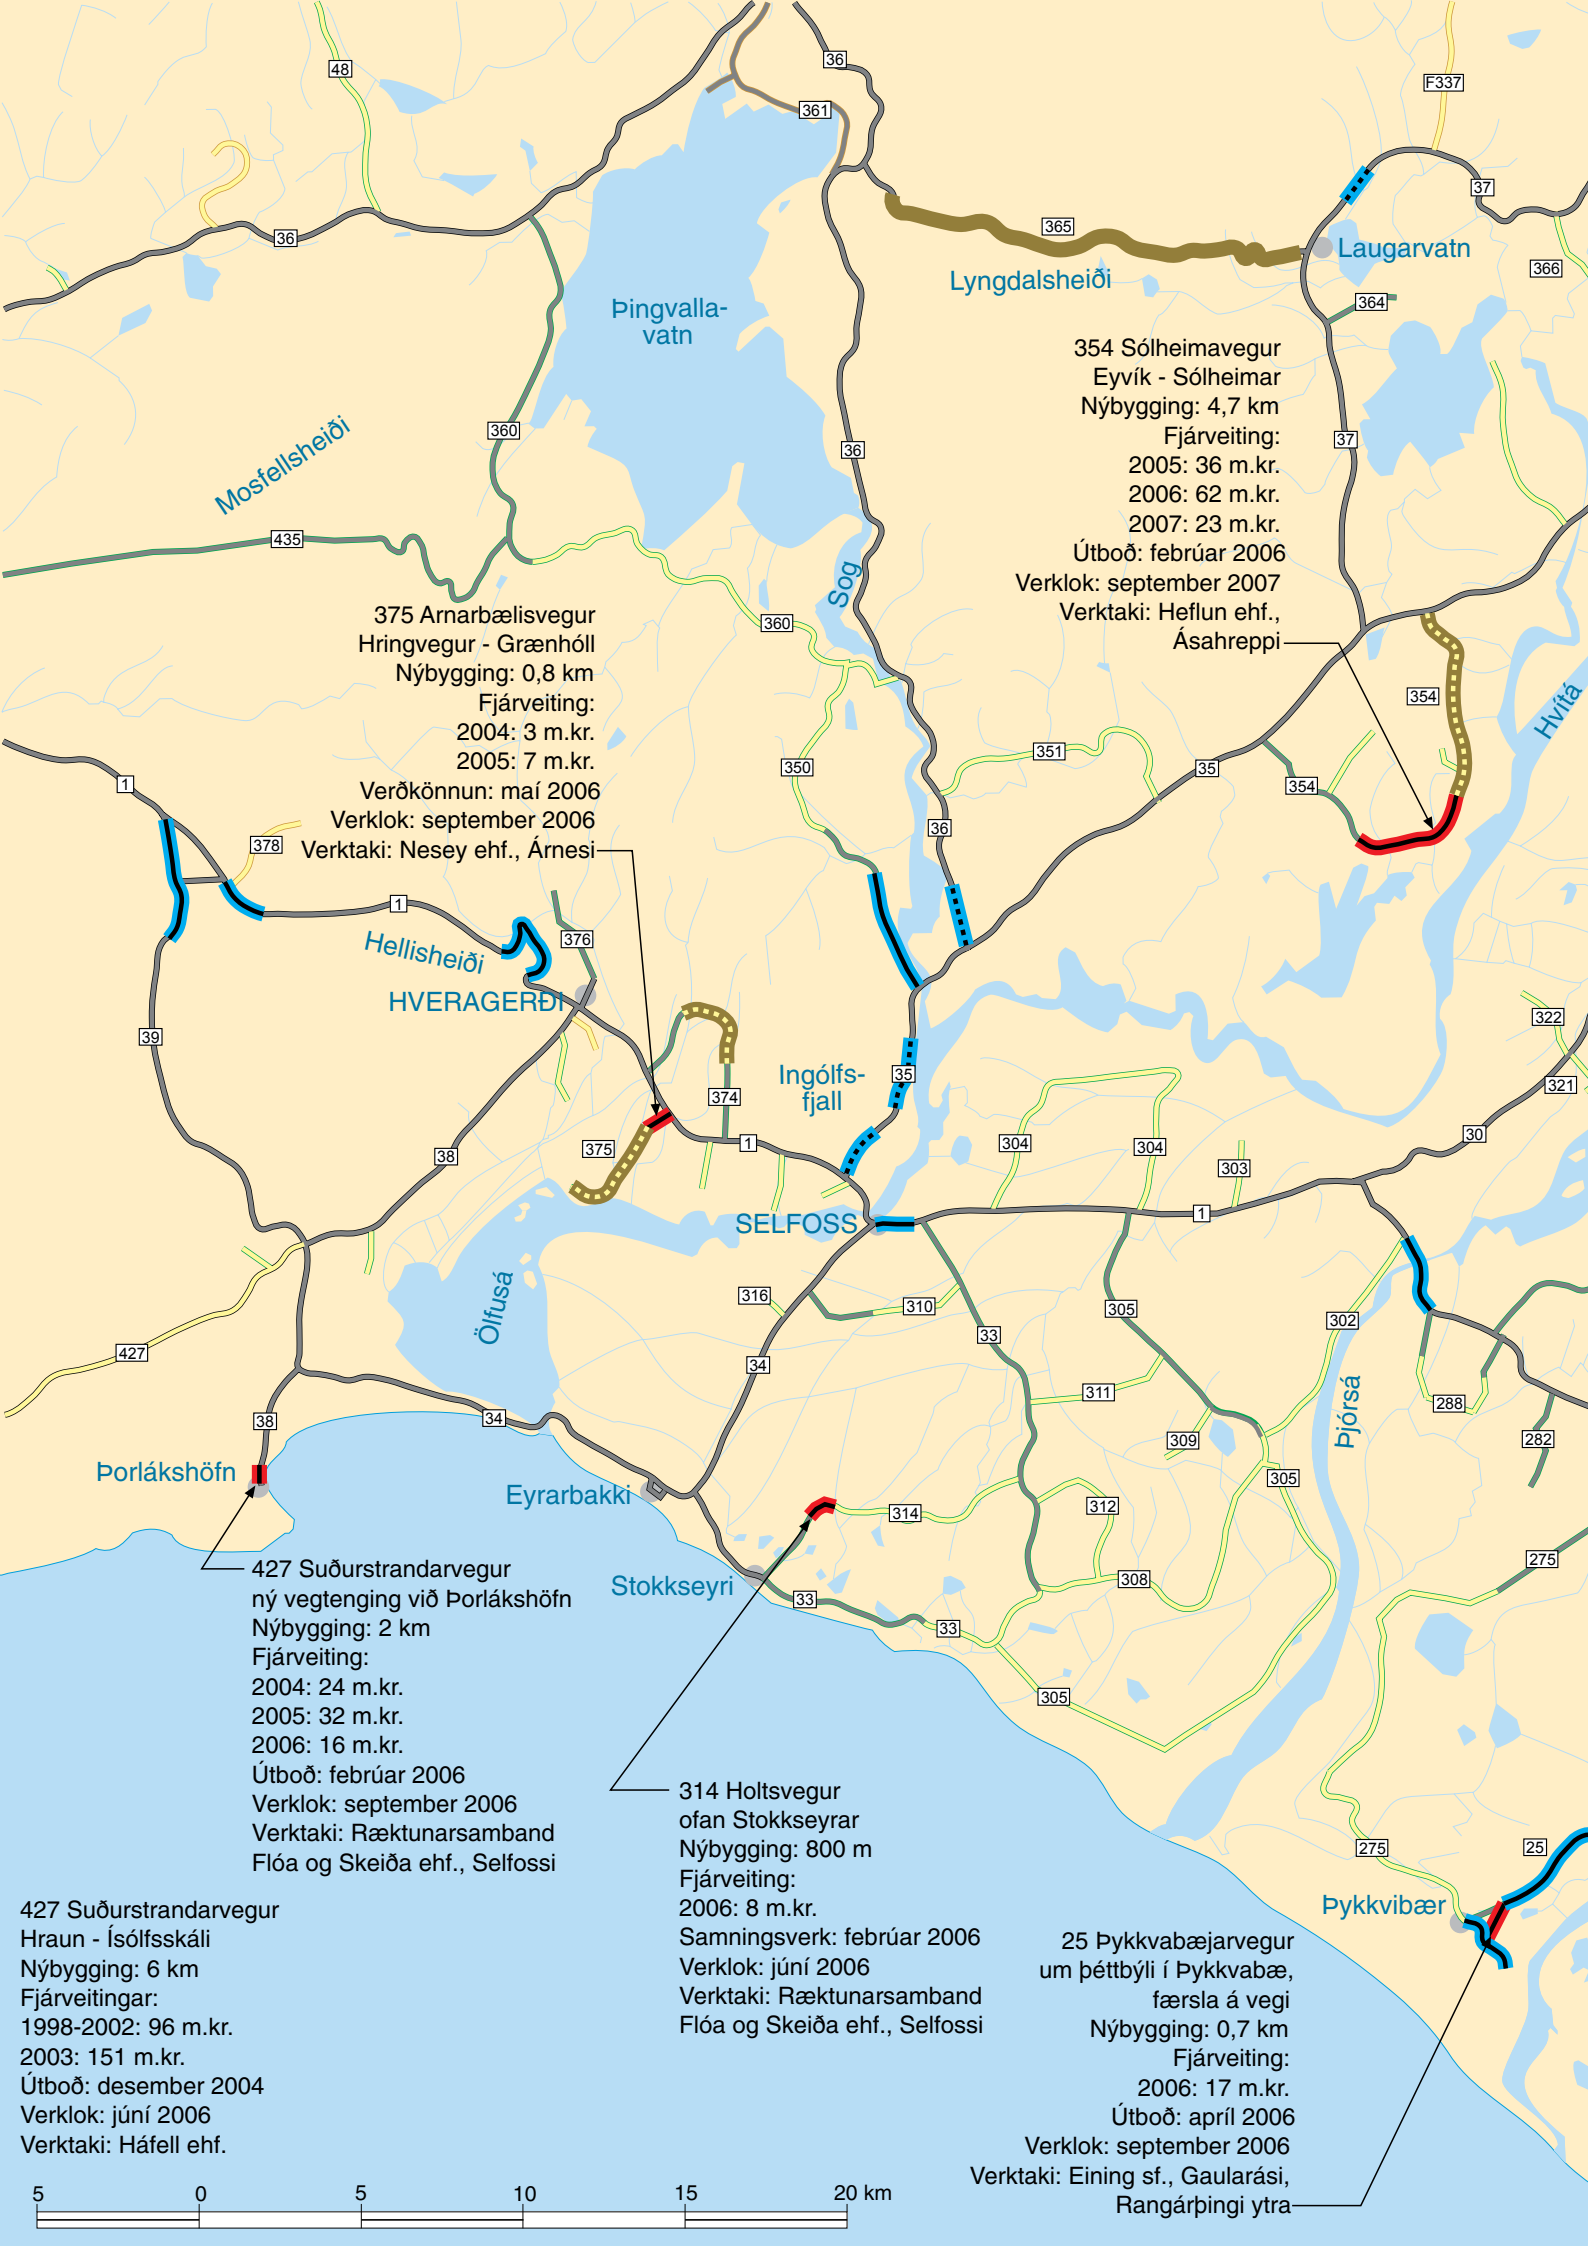 48
36
361
F337
37
36
365
Laugarvatn
366
Lyngdalsheiði
364
Þingvalla-
vatn
354 Sólheimavegur
Eyvík - Sólheimar
Nýbygging: 4,7 km
Fjárveiting:
2005: 36 m.kr.
2006: 62 m.kr.
2007: 23 m.kr.
Útboð: febrúar 2006
Verklok: september 2007
Verktaki: Heflun ehf.,
Ásahreppi
360
36
37
Mosfellsheiði
435
Sog
360
375 Arnarbælisvegur
Hringvegur - Grænhóll
Nýbygging: 0,8 km
Fjárveiting:
2004: 3 m.kr.
2005: 7 m.kr.
Verðkönnun: maí 2006
Verklok: september 2006
Verktaki: Nesey ehf., Árnesi
354
Hvítá
351
350
35
1
354
36
378
1
376
Hellisheiði
HVERAGERÐI
39
322
Ingólfs-
fjall
35
374
321
30
1
304
304
375
38
303
SELFOSS
1
Ölfusá
316
310
305
302
33
427
34
311
Þjórsá
288
38
34
309
282
Þorlákshöfn
305
Eyrarbakki
312
314
275
308
Stokkseyri
33
33
305
427 Suðurstrandarvegur
ný vegtenging við Þorlákshöfn
Nýbygging: 2 km
Fjárveiting:
2004: 24 m.kr.
2005: 32 m.kr.
2006: 16 m.kr.
Útboð: febrúar 2006
Verklok: september 2006
Verktaki: Ræktunarsamband
Flóa og Skeiða ehf., Selfossi
314 Holtsvegur
ofan Stokkseyrar
Nýbygging: 800 m
Fjárveiting:
2006: 8 m.kr.
Samningsverk: febrúar 2006
Verklok: júní 2006
Verktaki: Ræktunarsamband
Flóa og Skeiða ehf., Selfossi
275
25
Þykkvibær
427 Suðurstrandarvegur
Hraun - Ísólfsskáli
Nýbygging: 6 km
Fjárveitingar:
1998-2002: 96 m.kr.
2003: 151 m.kr.
Útboð: desember 2004
Verklok: júní 2006
Verktaki: Háfell ehf.
25 Þykkvabæjarvegur
um þéttbýli í Þykkvabæ,
færsla á vegi
Nýbygging: 0,7 km
Fjárveiting:
2006: 17 m.kr.
Útboð: apríl 2006
Verklok: september 2006
Verktaki: Eining sf., Gaularási,
Rangárþingi ytra
5 0 5 10 15 20 km